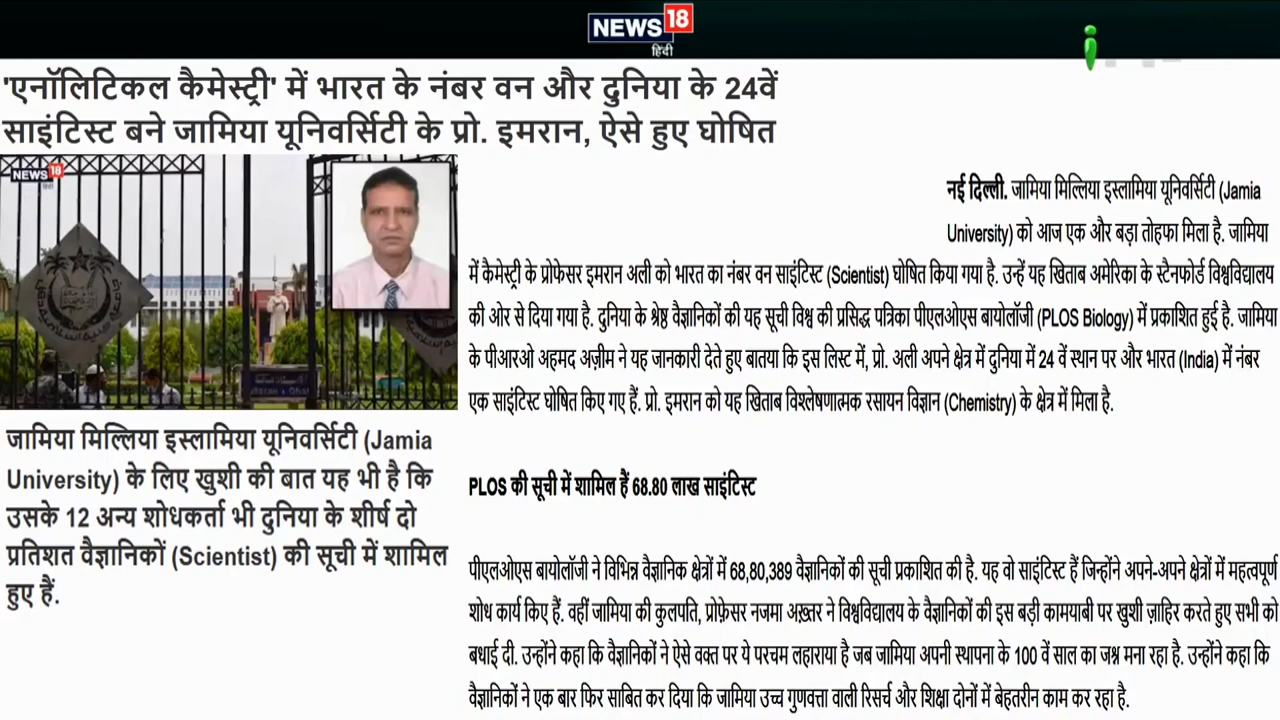 NEWS 18
हिंदी
'एनॉलिटिकल कैमेस्ट्री' में भारत के नंबर वन और दुनिया के 24वें
साइंटिस्ट बने जामिया यूनिवर्सिटी के प्रो. इमरान, ऐसे हुए घोषित
NEWS 18
हिंदी
जामिया मिल्लिया इस्लामिया यूनिवर्सिटी (Jamia
University) के लिए खुशी की बात यह भी है कि
उसके 12 अन्य शोधकर्ता भी दुनिया के शीर्ष दो
प्रतिशत वैज्ञानिकों (Scientist) की सूची में शामिल
हुए हैं.
नई दिल्ली. जामिया मिल्लिया इस्लामिया यूनिवर्सिटी (Jamia
University) को आज एक और बड़ा तोहफा मिला है. जामिया
में कैमेस्ट्री के प्रोफेसर इमरान अली को भारत का नंबर वन साइंटिस्ट (Scientist) घोषित किया गया है. उन्हें यह खिताब अमेरिका के स्टैनफोर्ड विश्वविद्यालय
की ओर से दिया गया है. दुनिया के श्रेष्ठ वैज्ञानिकों की यह सूची विश्व की प्रसिद्ध पत्रिका पीएलओएस बायोलॉजी (PLOS Biology) में प्रकाशित हुई है. जामिया
के पीआरओ अहमद अज़ीम ने यह जानकारी देते हुए बातया कि इस लिस्ट में, प्रो. अली अपने क्षेत्र में दुनिया में 24 वें स्थान पर और भारत (India) में नंबर
एक साइंटिस्ट घोषित किए गए हैं. प्रो. इमरान को यह खिताब विश्लेषणात्मक रसायन विज्ञान (Chemistry) के क्षेत्र में मिला है.
PLOS की सूची में शामिल हैं 68.80 लाख साइंटिस्ट
पीएलओएस बायोलॉजी ने विभिन्न वैज्ञानिक क्षेत्रों में 68,80,389 वैज्ञानिकों की सूची प्रकाशित की है. यह वो साइंटिस्ट हैं जिन्होंने अपने-अपने क्षेत्रों में महत्वपूर्ण
शोध कार्य किए हैं. वहीं जामिया की कुलपति, प्रोफ़ेसर नजमा अख़्तर ने विश्वविद्यालय के वैज्ञानिकों की इस बड़ी कामयाबी पर खुशी ज़ाहिर करते हुए सभी को
बधाई दी. उन्होंने कहा कि वैज्ञानिकों ने ऐसे वक्त पर ये परचम लहाराया है जब जामिया अपनी स्थापना के 100 वें साल का जश्न मना रहा है. उन्होंने कहा कि
वैज्ञानिकों ने एक बार फिर साबित कर दिया कि जामिया उच्च गुणवत्ता वाली रिसर्च और शिक्षा दोनों में बेहतरीन काम कर रहा है.